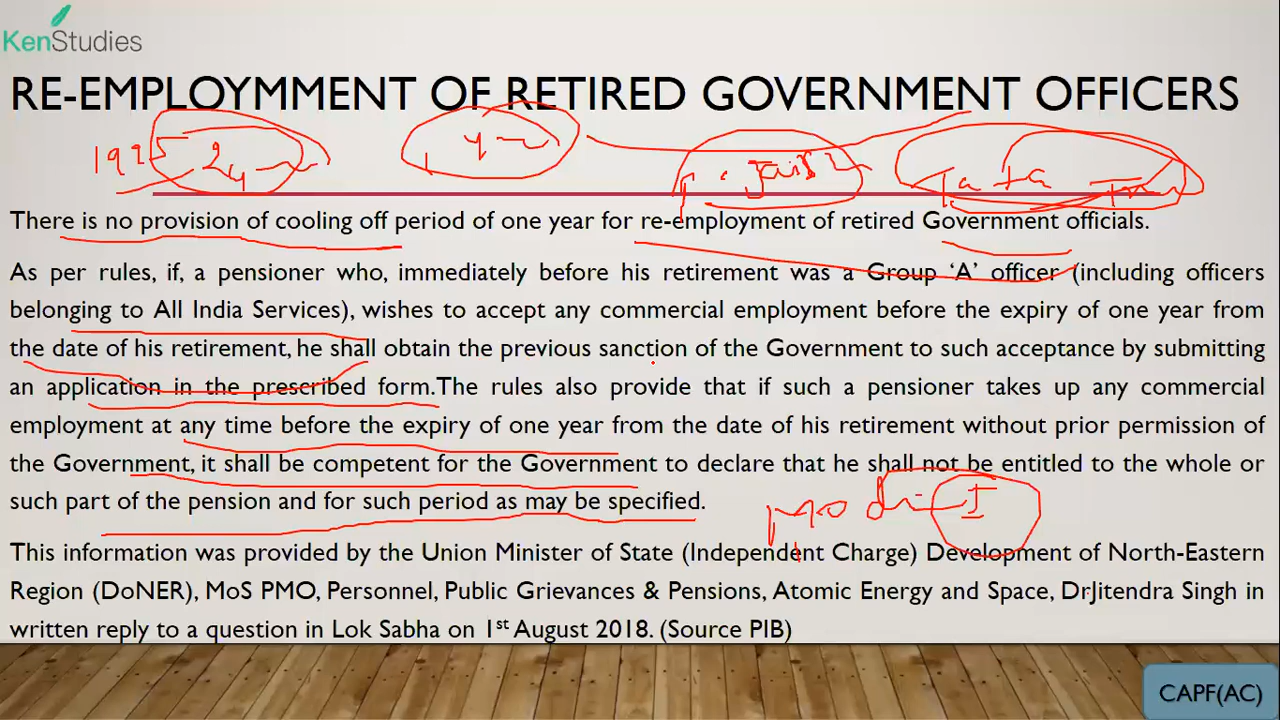 KenStudies
RE-EMPLOYMMENT OF RETIRED GOVERNMENT OFFICERS
1925 2y 1 y
Tata
There is no provision of cooling off period of one year for re-employment of retired Government officials.
As per rules, if, a pensioner who, immediately before his retirement was a Group ‘A’ officer (including officers
belonging to All India Services), wishes to accept any commercial employment before the expiry of one year from
the date of his retirement, he shall obtain the previous sanction of the Government to such acceptance by submitting
an application in the prescribed form.The rules also provide that if such a pensioner takes up any commercial
employment at any time before the expiry of one year from the date of his retirement without prior permission of
the Government, it shall be competent for the Government to declare that he shall not be entitled to the whole or
such part of the pension and for such period as may be specified.
This information was provided by the Union Minister of State (Independent Charge) Development of North-Eastern
Region (DoNER), MoS PMO, Personnel, Public Grievances & Pensions, Atomic Energy and Space, DrJitendra Singh in
written reply to a question in Lok Sabha on 1st August 2018. (Source PIB)
CAPF(AC)